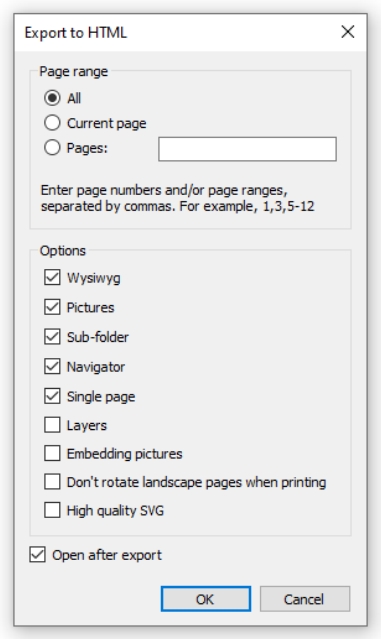 Export to HTML
Page range
All
Current page
Pages:
Enter page numbers and/or page ranges,
separated by commas. For example, 1,3,5-12
Options
Wysiwyg
Pictures
Sub-folder
Navigator
Single page
Layers
Embedding pictures
Don't rotate landscape pages when printing
High quality SVG
Open after export
OK Cancel